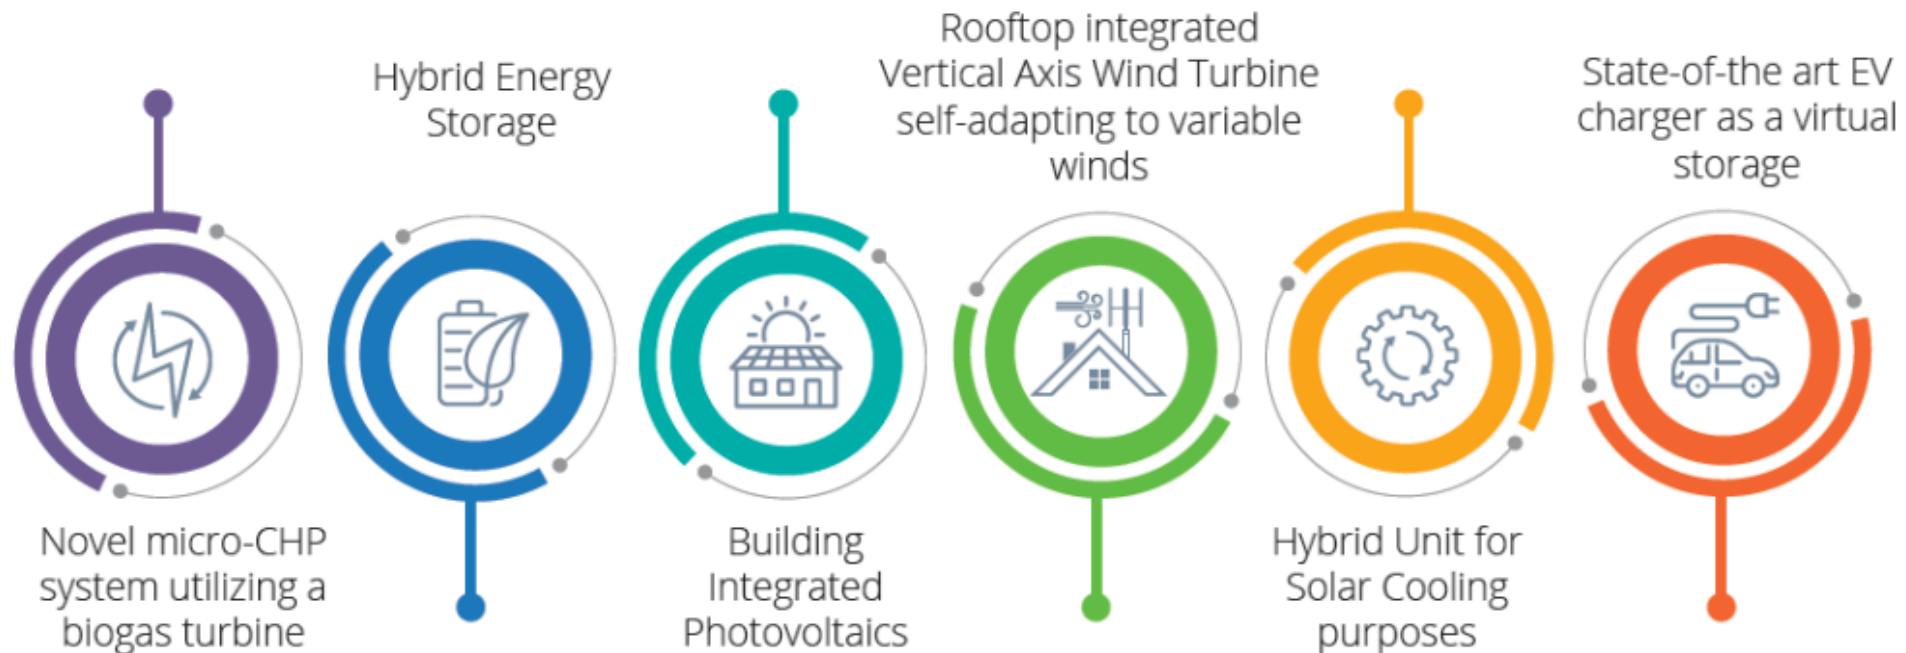 Novel micro-CHP
system utilizing a
biogas turbine
Hybrid Energy
Storage
Building
Integrated
Photovoltaics
Rooftop integrated
Vertical Axis Wind Turbine
self-adapting to variable
winds
Hybrid Unit for
Solar Cooling
purposes
State-of-the art EV
charger as a virtual
storage